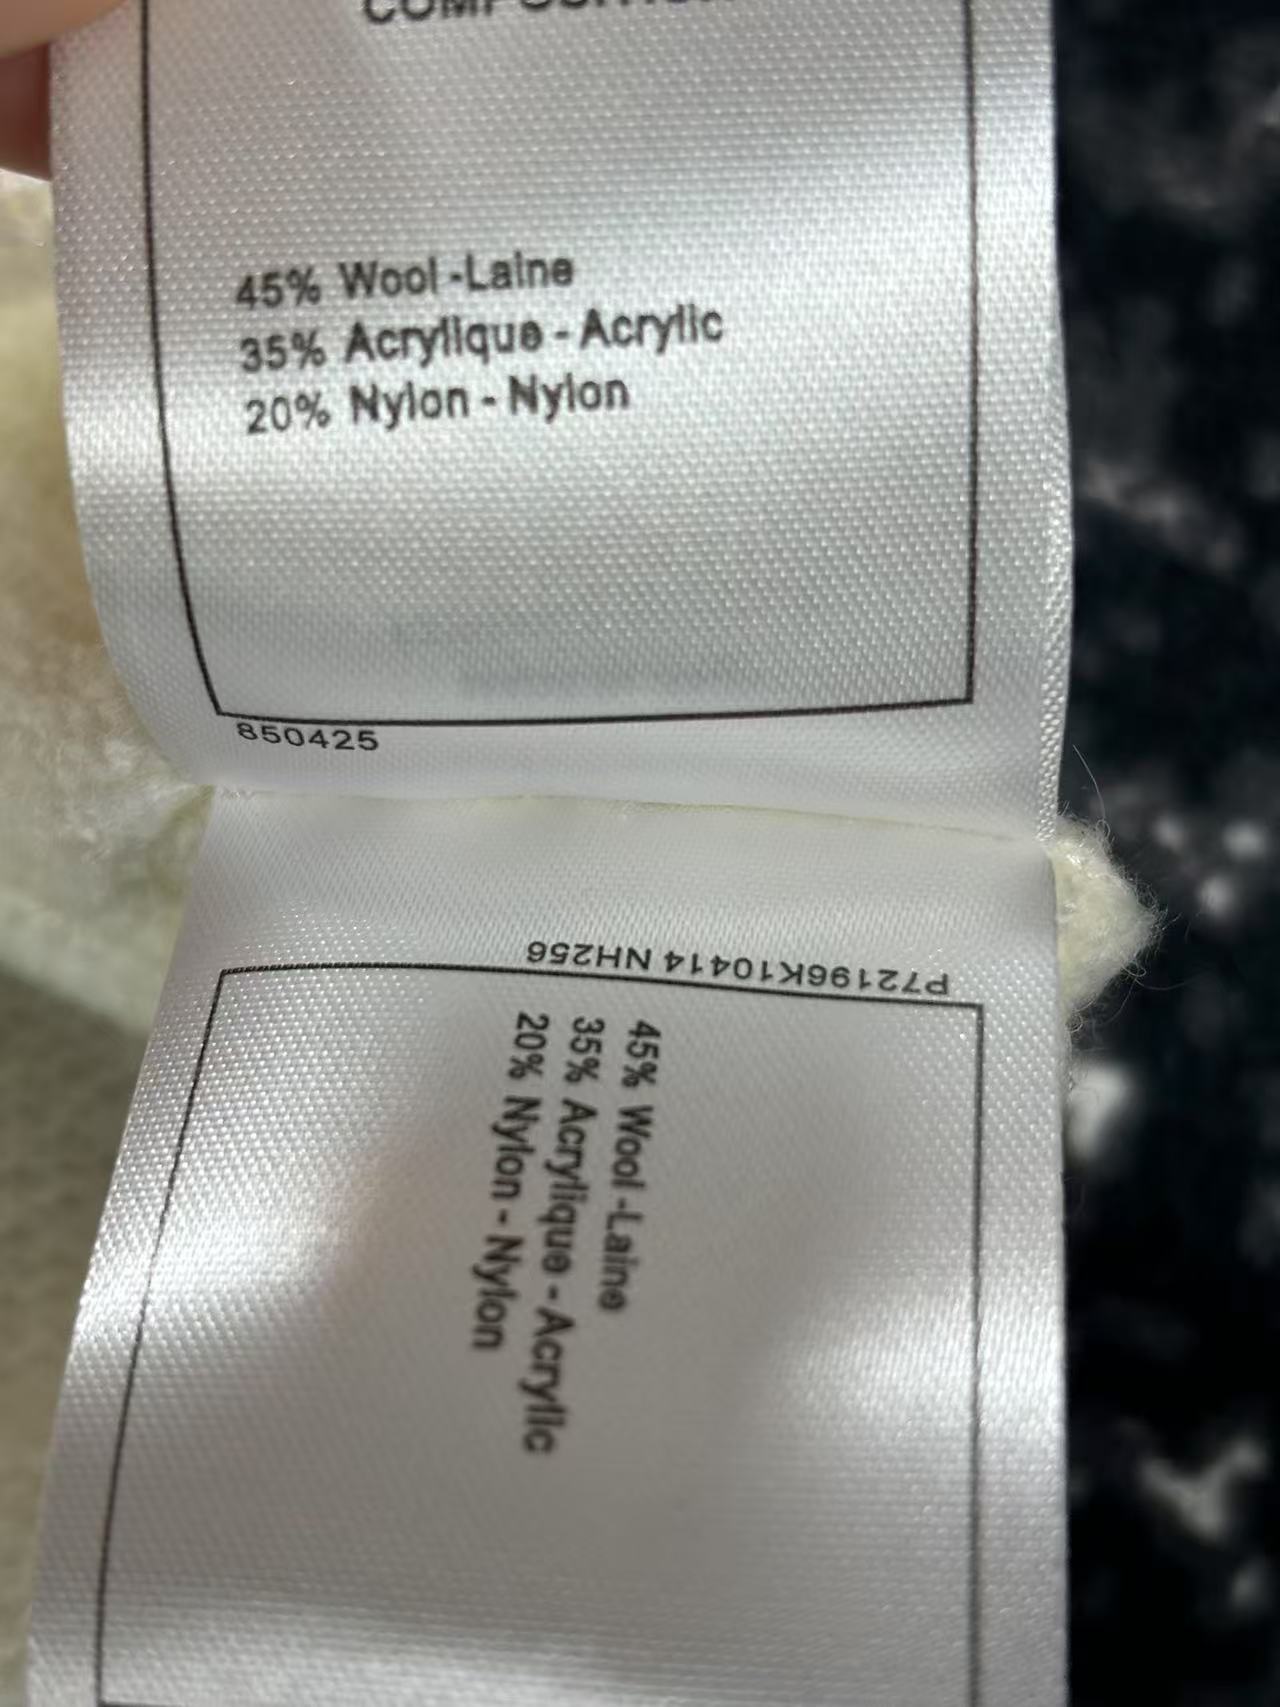 COMPOSITION
45% Wool -Laine
35% Acrylique - Acrylic
20% Nylon - Nylon
850425
P72196K10414 NH256
45% Wool -Laine
35% Acrylique - Acrylic
20% Nylon - Nylon